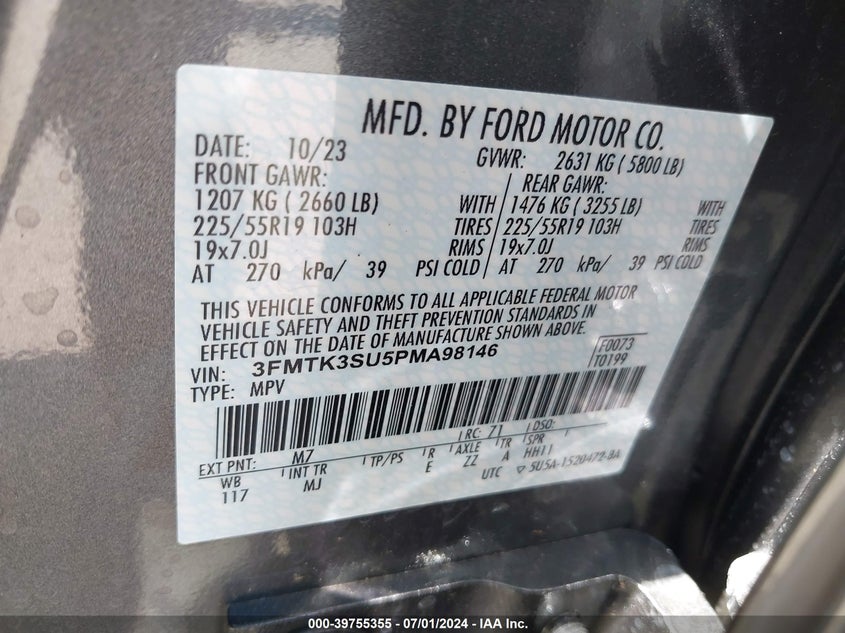 MFD. BY FORD MOTOR CO.
DATE: 10/23 GVWR: 2631 KG ( 5800 LB)
FRONT GAWR: REAR GAWR:
1207 KG ( 2660 LB) WITH 1476 KG ( 3255 LB) WITH
225/55R19 103H TIRES 225/55R19 103H TIRES
19x7.0J RIMS 19x7.0J RIMS
AT 270 kPa/ 39 PSI COLD AT 270 kPa/ 39 PSI COLD
THIS VEHICLE CONFORMS TO ALL APPLICABLE FEDERAL MOTOR
VEHICLE SAFETY AND THEFT PREVENTION STANDARDS IN
EFFECT ON THE DATE OF MANUFACTURE SHOWN ABOVE.
VIN: 3FMTK3SU5PMA98146 F0073
TYPE: MPV T0199
EXT PNT: M7 RC: Z1 DSO:
WB INT TR TP/PS R AXLE TR SPR
117 MJ E ZZ A HH11
UTC 5U5A-1520472-BA
000-39755355 | 07/01/2024 - IAA Inc.